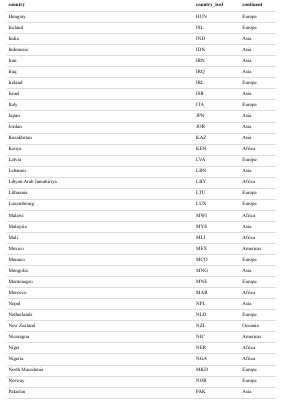 country country_iso3 continent
Hungary HUN Europe
Iceland ISL Europe
India IND Asia
Indonesia IDN Asia
Iran IRN Asia
Iraq IRQ Asia
Ireland IRL Europe
Israel ISR Asia
Italy ITA Europe
Japan JPN Asia
Jordan JOR Asia
Kazakhstan KAZ Asia
Kenya KEN Africa
Latvia LVA Europe
Lebanon LBN Asia
Libyan Arab Jamahiriya LBY Africa
Lithuania LTU Europe
Luxembourg LUX Europe
Malawi MWI Africa
Malaysia MYS Asia
Mali MLI Africa
Mexico MEX Americas
Monaco MCO Europe
Mongolia MNG Asia
Montenegro MNE Europe
Morocco MAR Africa
Nepal NPL Asia
Netherlands NLD Europe
New Zealand NZL Oceania
Nicaragua NIC Americas
Niger NER Africa
Nigeria NGA Africa
North Macedonia MKD Europe
Norway NOR Europe
Pakistan PAK Asia